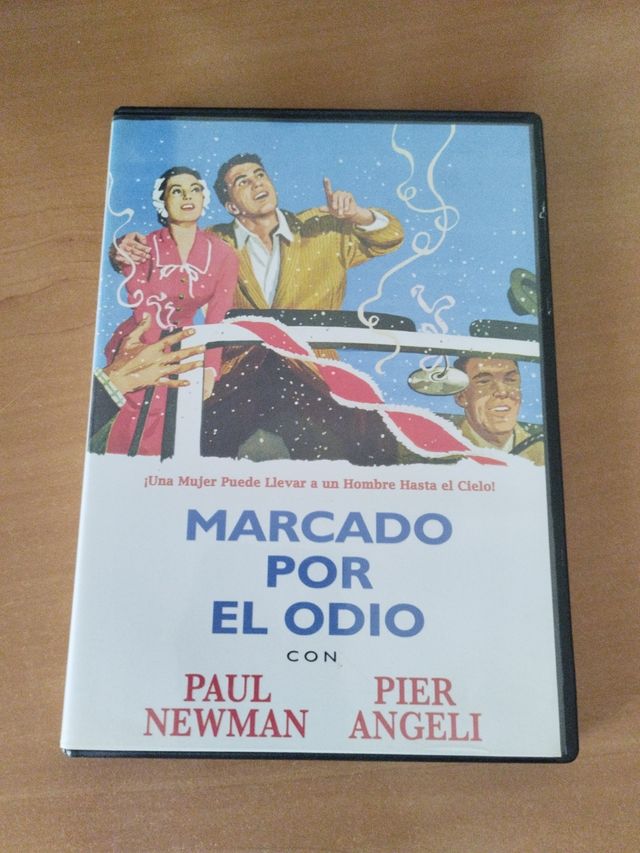 ¡Una Mujer Puede Llevar a un Hombre Hasta el Cielo!
MARCADO
POR
EL ODIO
CON
PAUL
NEWMAN
PIER
ANGELI